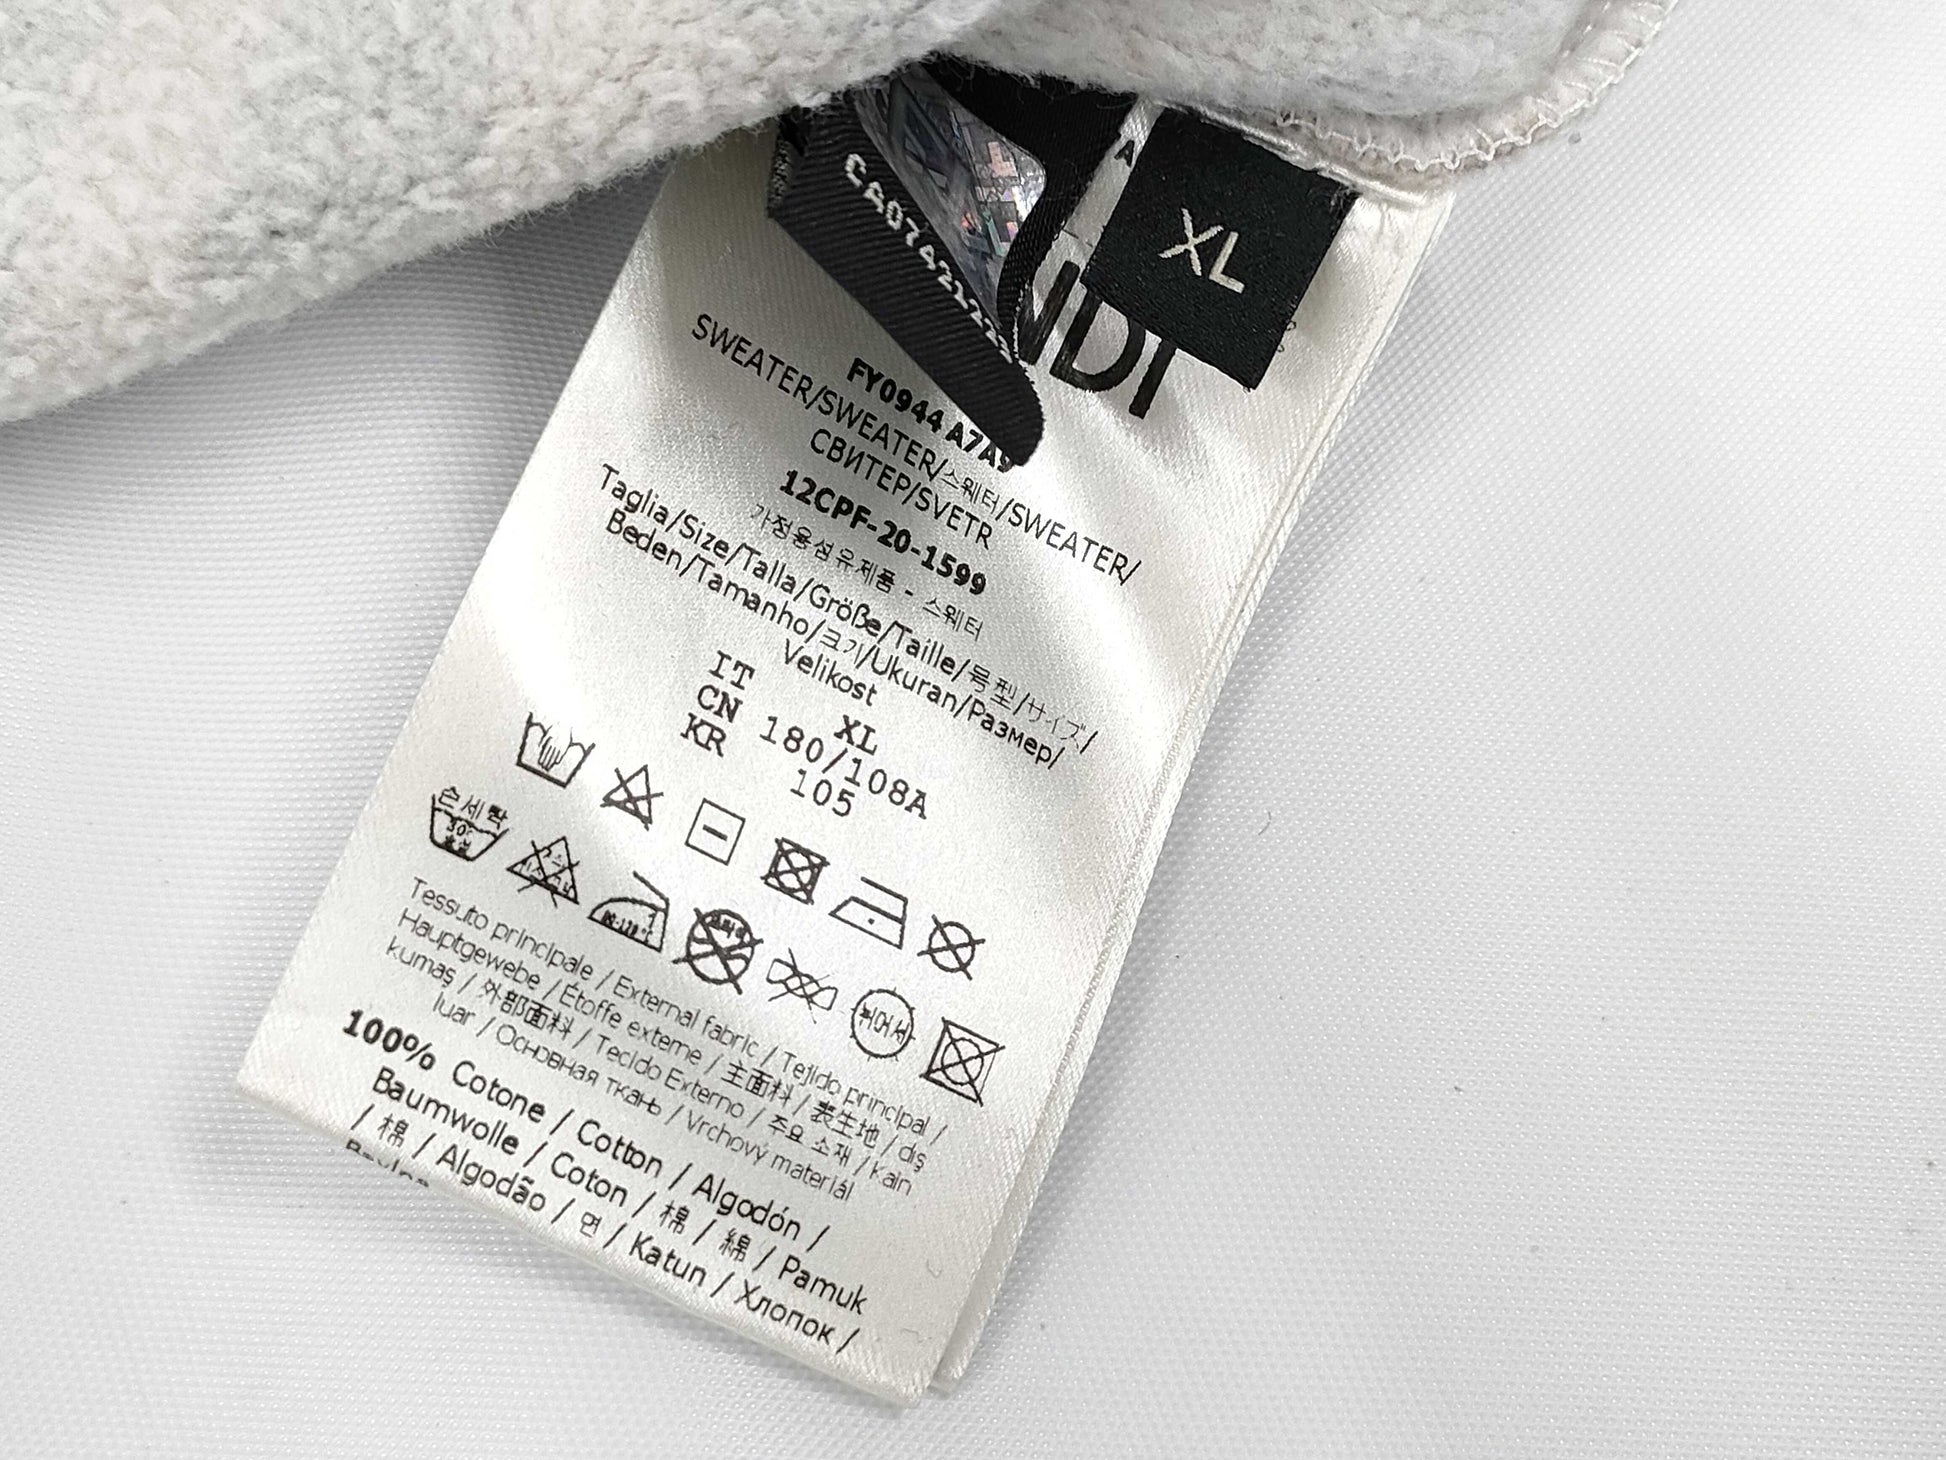 XL
CA07422
NDI
FY0944 A7A9
SWEATER/SWEATER/스웨터/SWEATER/
СВИТЕР/SVETR
12CPF-20-1599
가정용섬유제품 - 스웨터
Taglia/Size/Talla/Größe/Taille/号型/サイズ/
Beden/Tamanho/크기/Ukuran/Размер/
Velikost
IT XL
CN 180/108A
KR 105
손세탁
30℃
중성
Tessuto principale / External fabric / Tejido principal /
Hauptgewebe / Étoffe externe / 主面料 / 表生地 / dış
kumaş / 外部面料 / Tecido Externo / 주요 소재 / Kain
luar / Основная ткань / Vrchový materiál
100% Cotone / Cotton / Algodón /
Baumwolle / Coton / 棉 / 綿 / Pamuk
/ 棉 / Algodão / 면 / Katun / Хлопок /